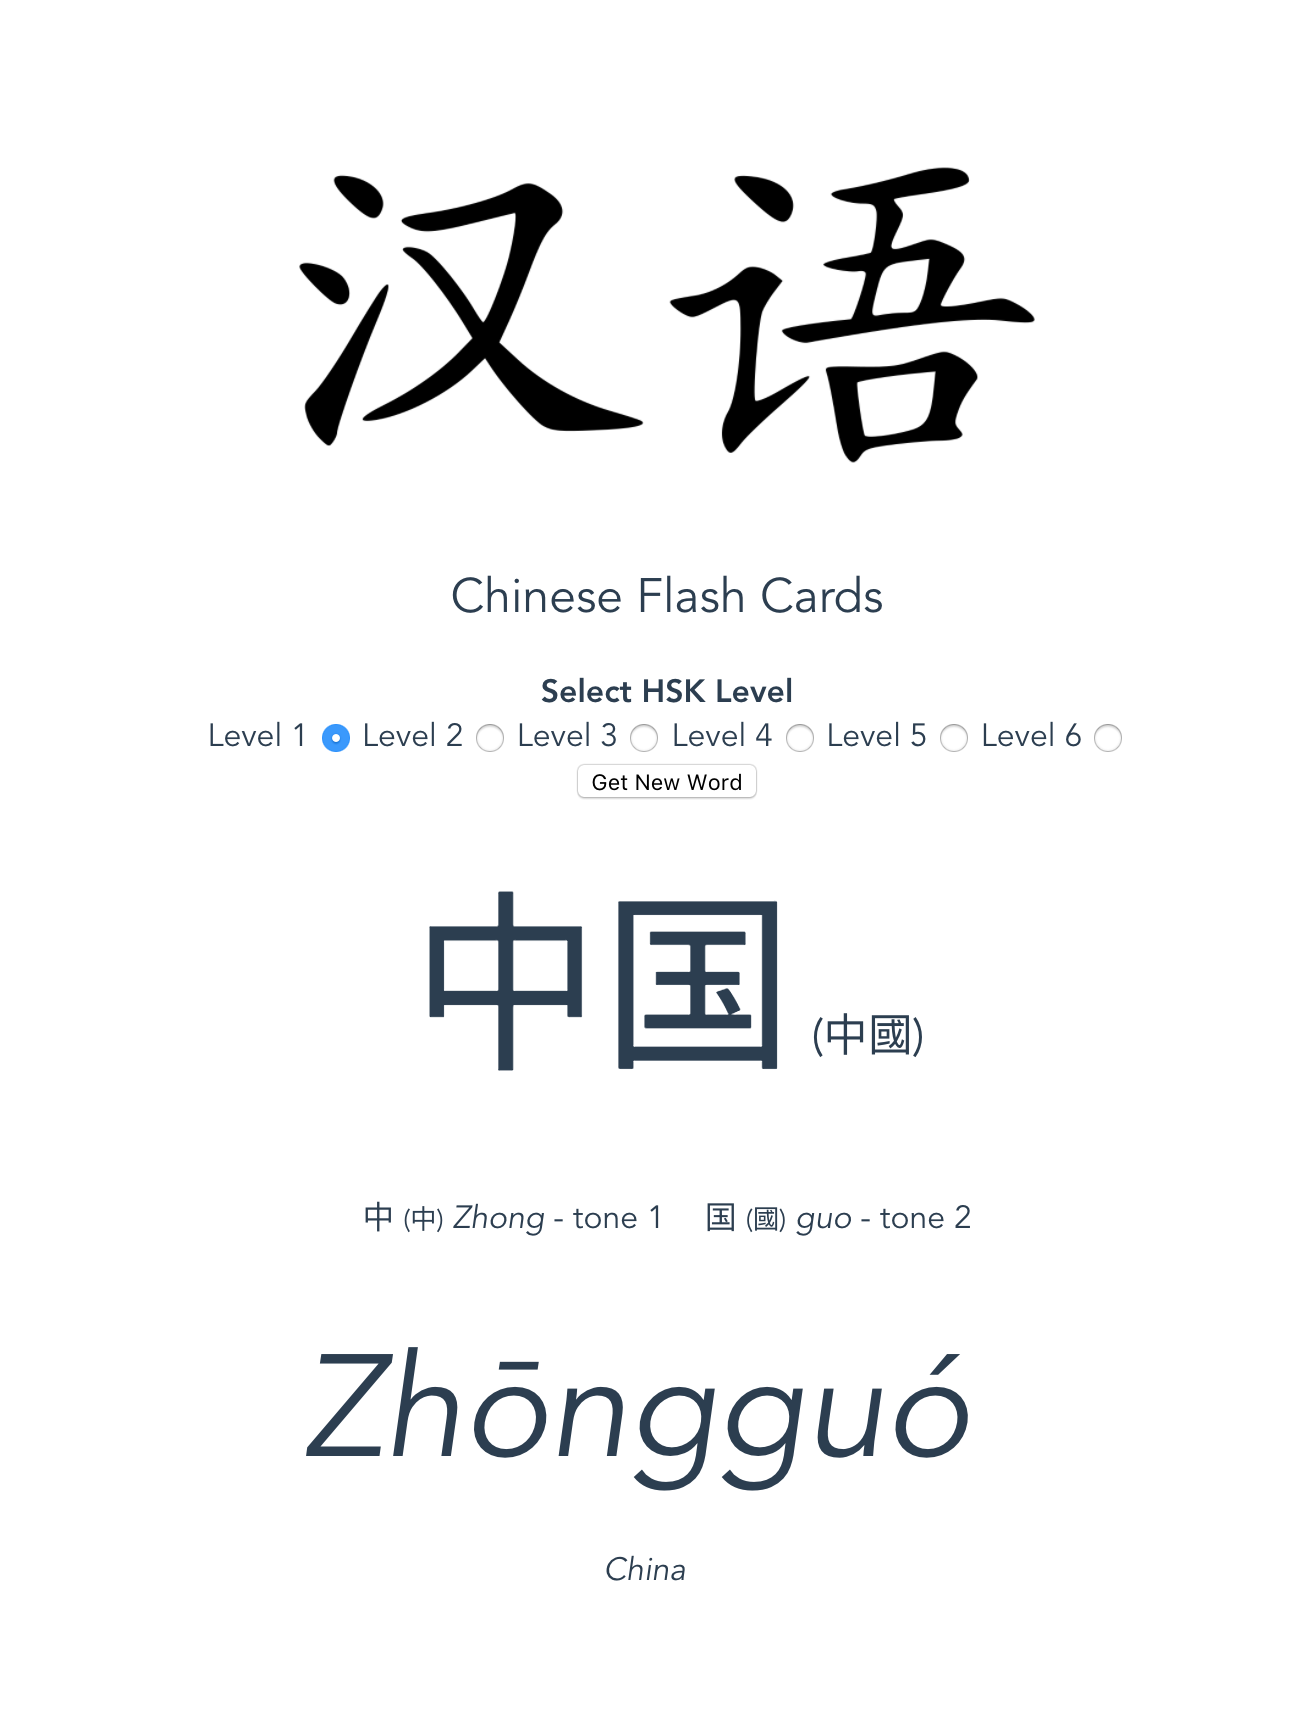 汉语
Chinese Flash Cards
Select HSK Level
Level 1 Level 2 Level 3 Level 4 Level 5 Level 6
Get New Word
中国 (中國)
中 (中) Zhong - tone 1 国 (國) guo - tone 2
Zhōngguó
China